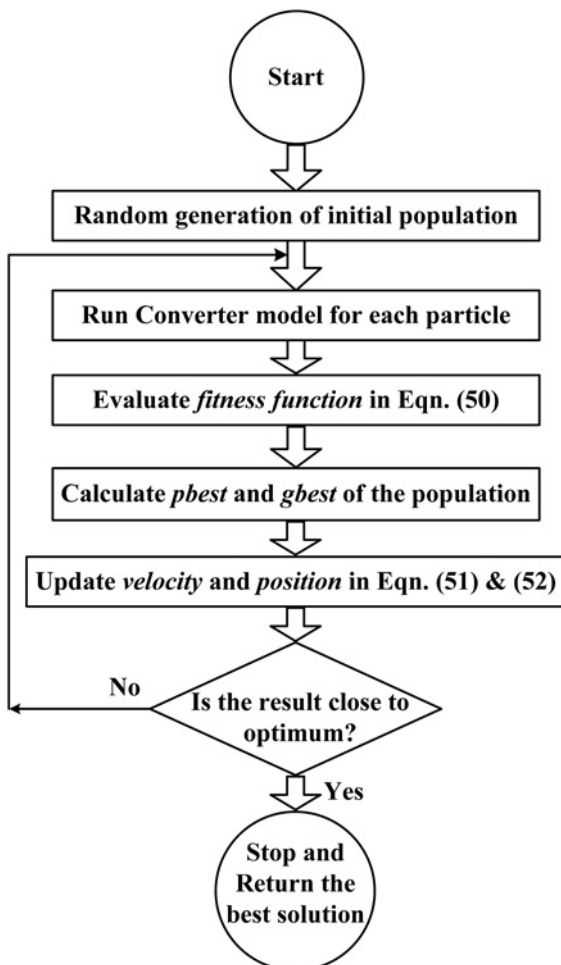 Start
Random generation of initial population
Run Converter model for each particle
Evaluate fitness function in Eqn. (50)
Calculate pbest and gbest of the population
Update velocity and position in Eqn. (51) & (52)
No
Is the result close to
optimum?
Yes
Stop and
Return the
best solution